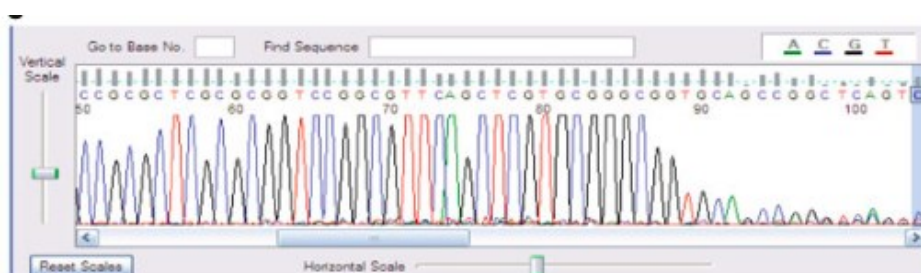 Go to Base No. Find Sequence A C G T
Vertical
Scale
C C G C G C T C G C G C G G T C C G G C G T T C A G C T C G T G C G G G C G G T G C A G C C G G C T C A G T C
50 60 70 80 90 100
Reset Scales Horizontal Scale